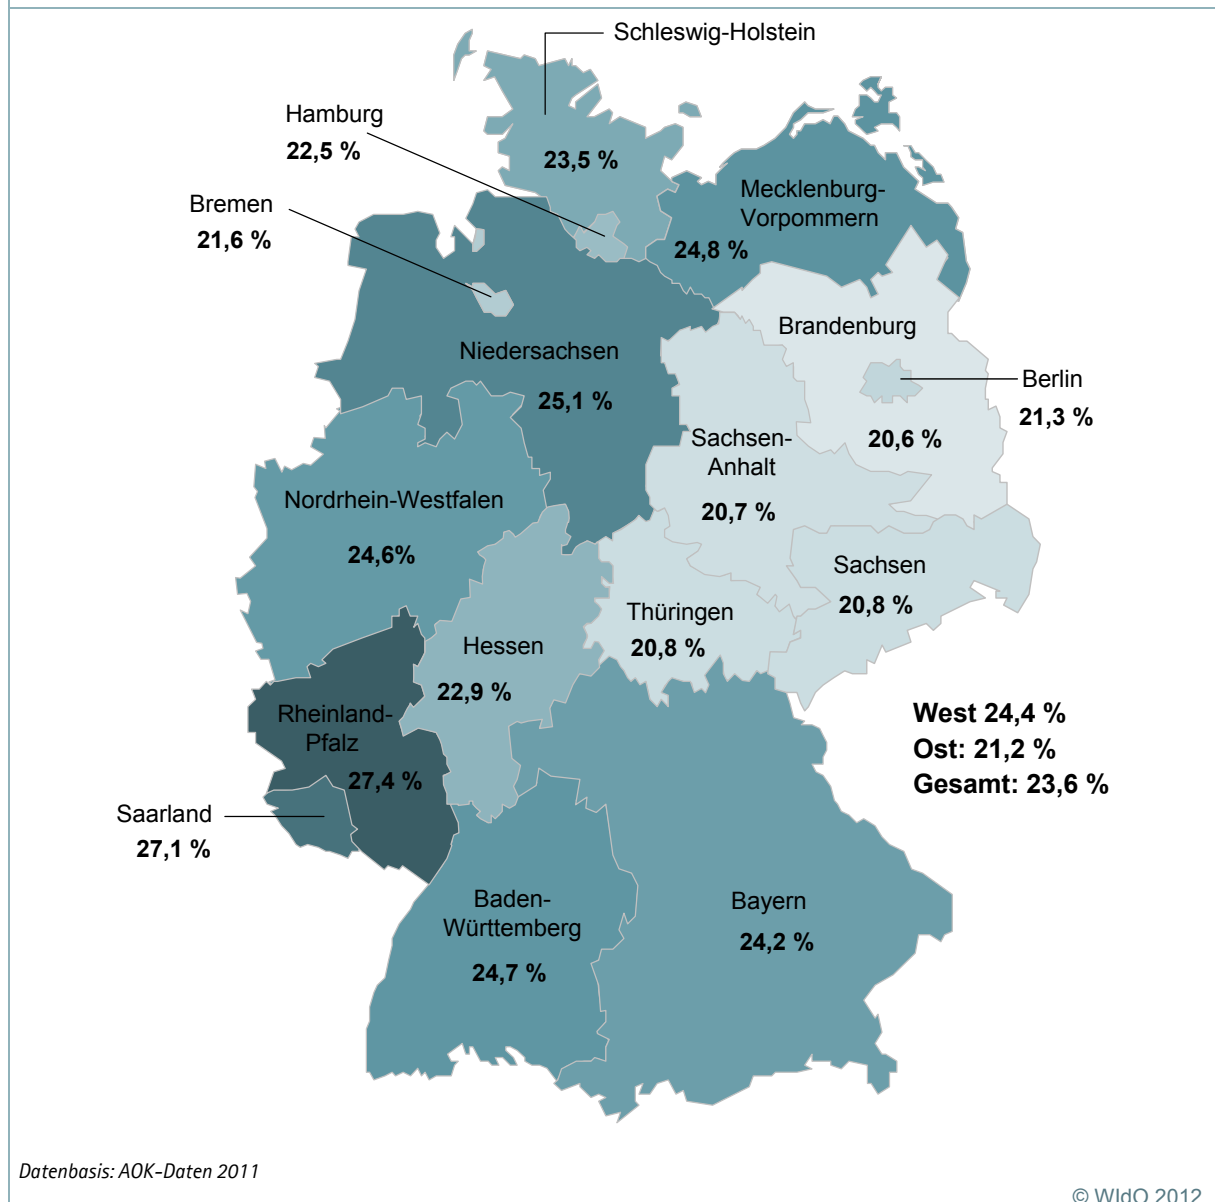 Schleswig-Holstein
23,5 %
Hamburg
22,5 %
Bremen
21,6 %
Mecklenburg-
Vorpommern
24,8 %
Brandenburg
20,6 %
Niedersachsen
25,1 %
Berlin
21,3 %
Sachsen-
Anhalt
20,7 %
Nordrhein-Westfalen
24,6%
Sachsen
20,8 %
Thüringen
20,8 %
Hessen
22,9 %
Rheinland-
Pfalz
27,4 %
West 24,4 %
Ost: 21,2 %
Gesamt: 23,6 %
Saarland
27,1 %
Baden-
Württemberg
24,7 %
Bayern
24,2 %
Datenbasis: AOK-Daten 2011
© WIdO 2012